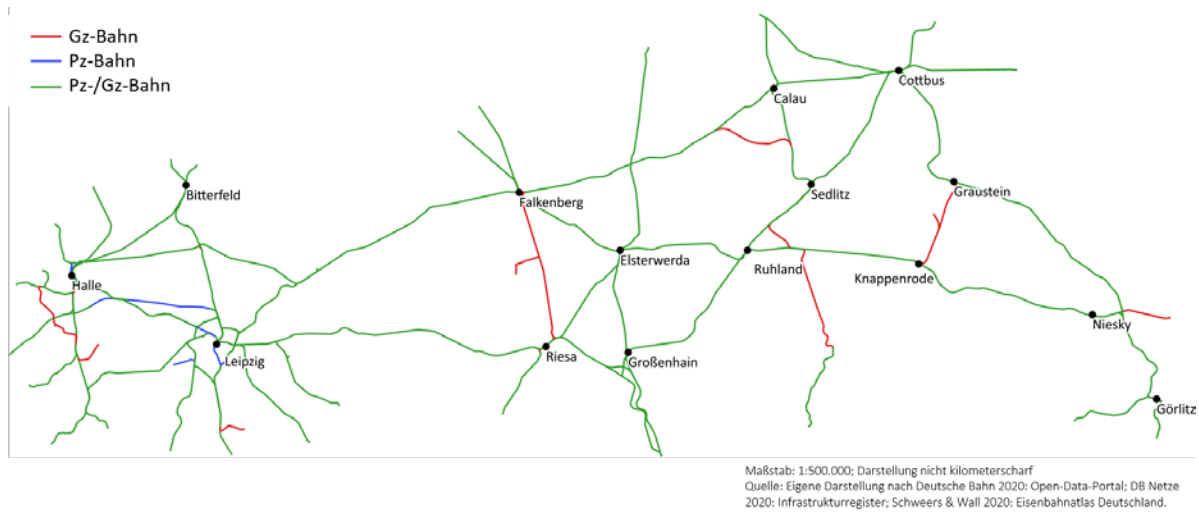 Gz-Bahn
Pz-Bahn
Pz-/Gz-Bahn
Cottbus
Calau
Bitterfeld
Falkenberg
Sedlitz
Graustein
Elsterwerda
Ruhland
Knappenrode
Halle
Niesky
Leipzig
Riesa
Großenhain
Görlitz
Maßstab: 1:500.000; Darstellung nicht kilometerscharf
Quelle: Eigene Darstellung nach Deutsche Bahn 2020: Open-Data-Portal; DB Netze
2020: Infrastrukturregister; Schweers & Wall 2020: Eisenbahnatlas Deutschland.